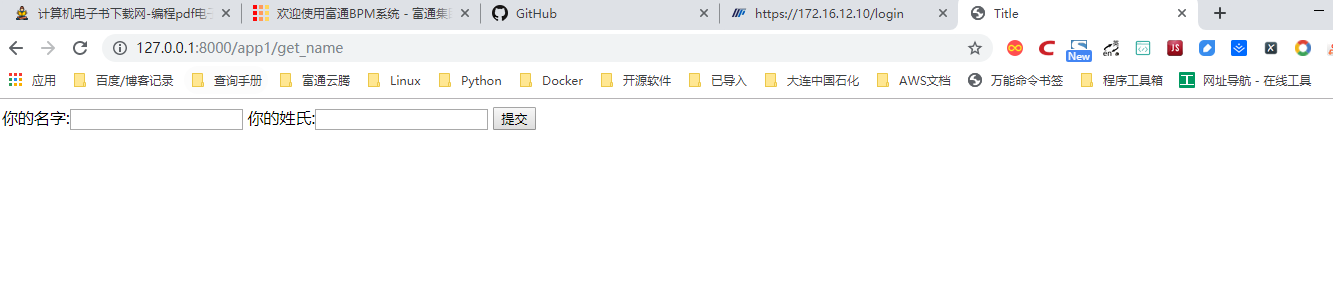 计算机电子书下载网-编程pdf电子 欢迎使用富通BPM系统 - 富通集团 GitHub https://172.16.12.10/login Title
127.0.0.1:8000/app1/get_name New en JS X
应用 百度/博客记录 查询手册 富通云腾 Linux Python Docker 开源软件 已导入 大连中国石化 AWS文档 万能命令书签 程序工具箱 工 网址导航 - 在线工具
你的名字: 你的姓氏: 提交